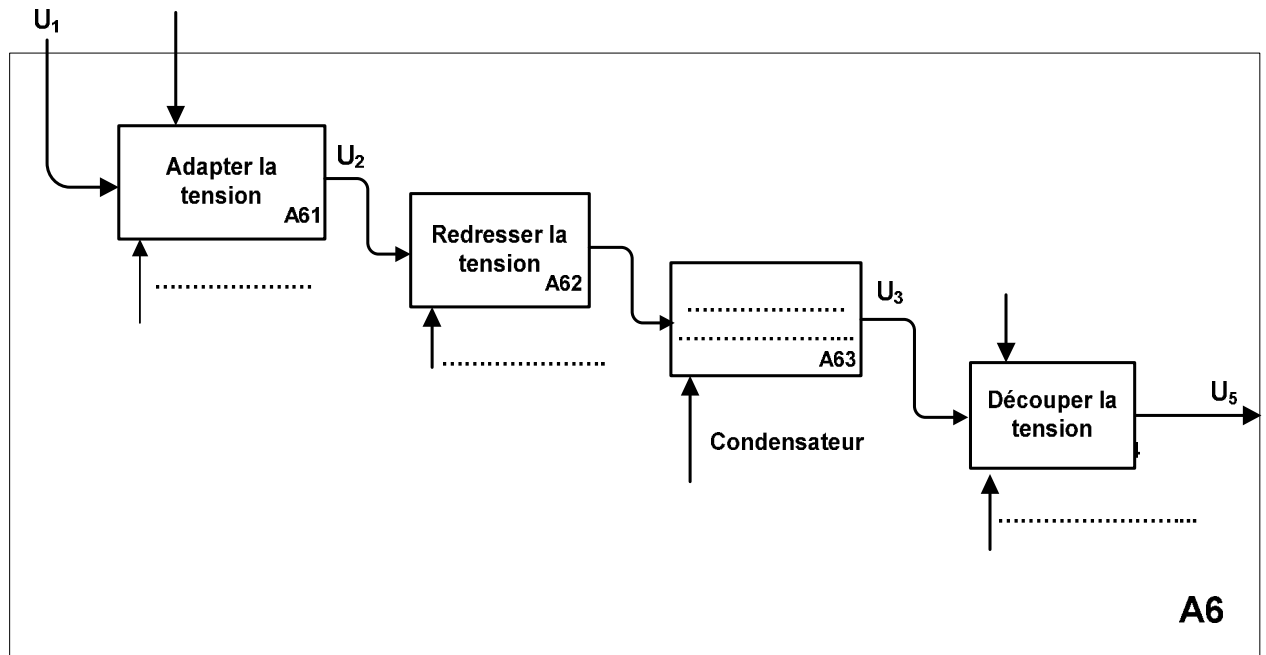 U₁
Adapter la
tension
A61
U₂
..........................
Redresser la
tension
A62
..........................
..........................
..........................
A63
U₃
Condensateur
Découper la
tension
U₅
..........................
A6